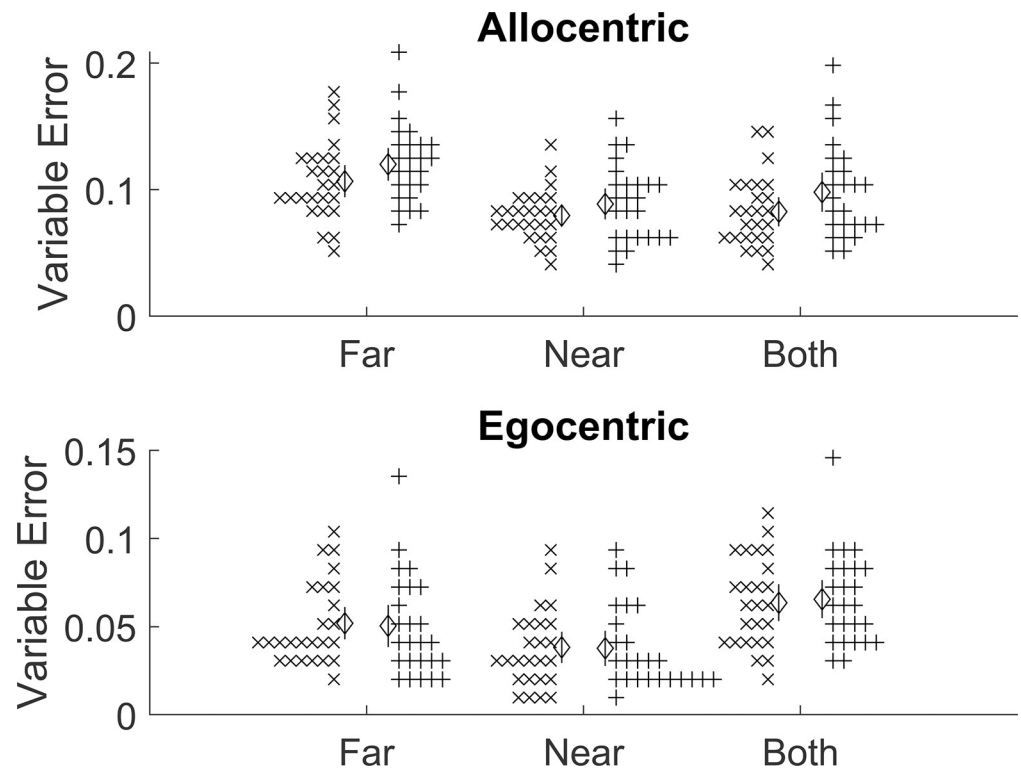 Allocentric
Variable Error
0.2
0.1
0
Far Near Both
Egocentric
Variable Error
0.15
0.1
0.05
0
Far Near Both